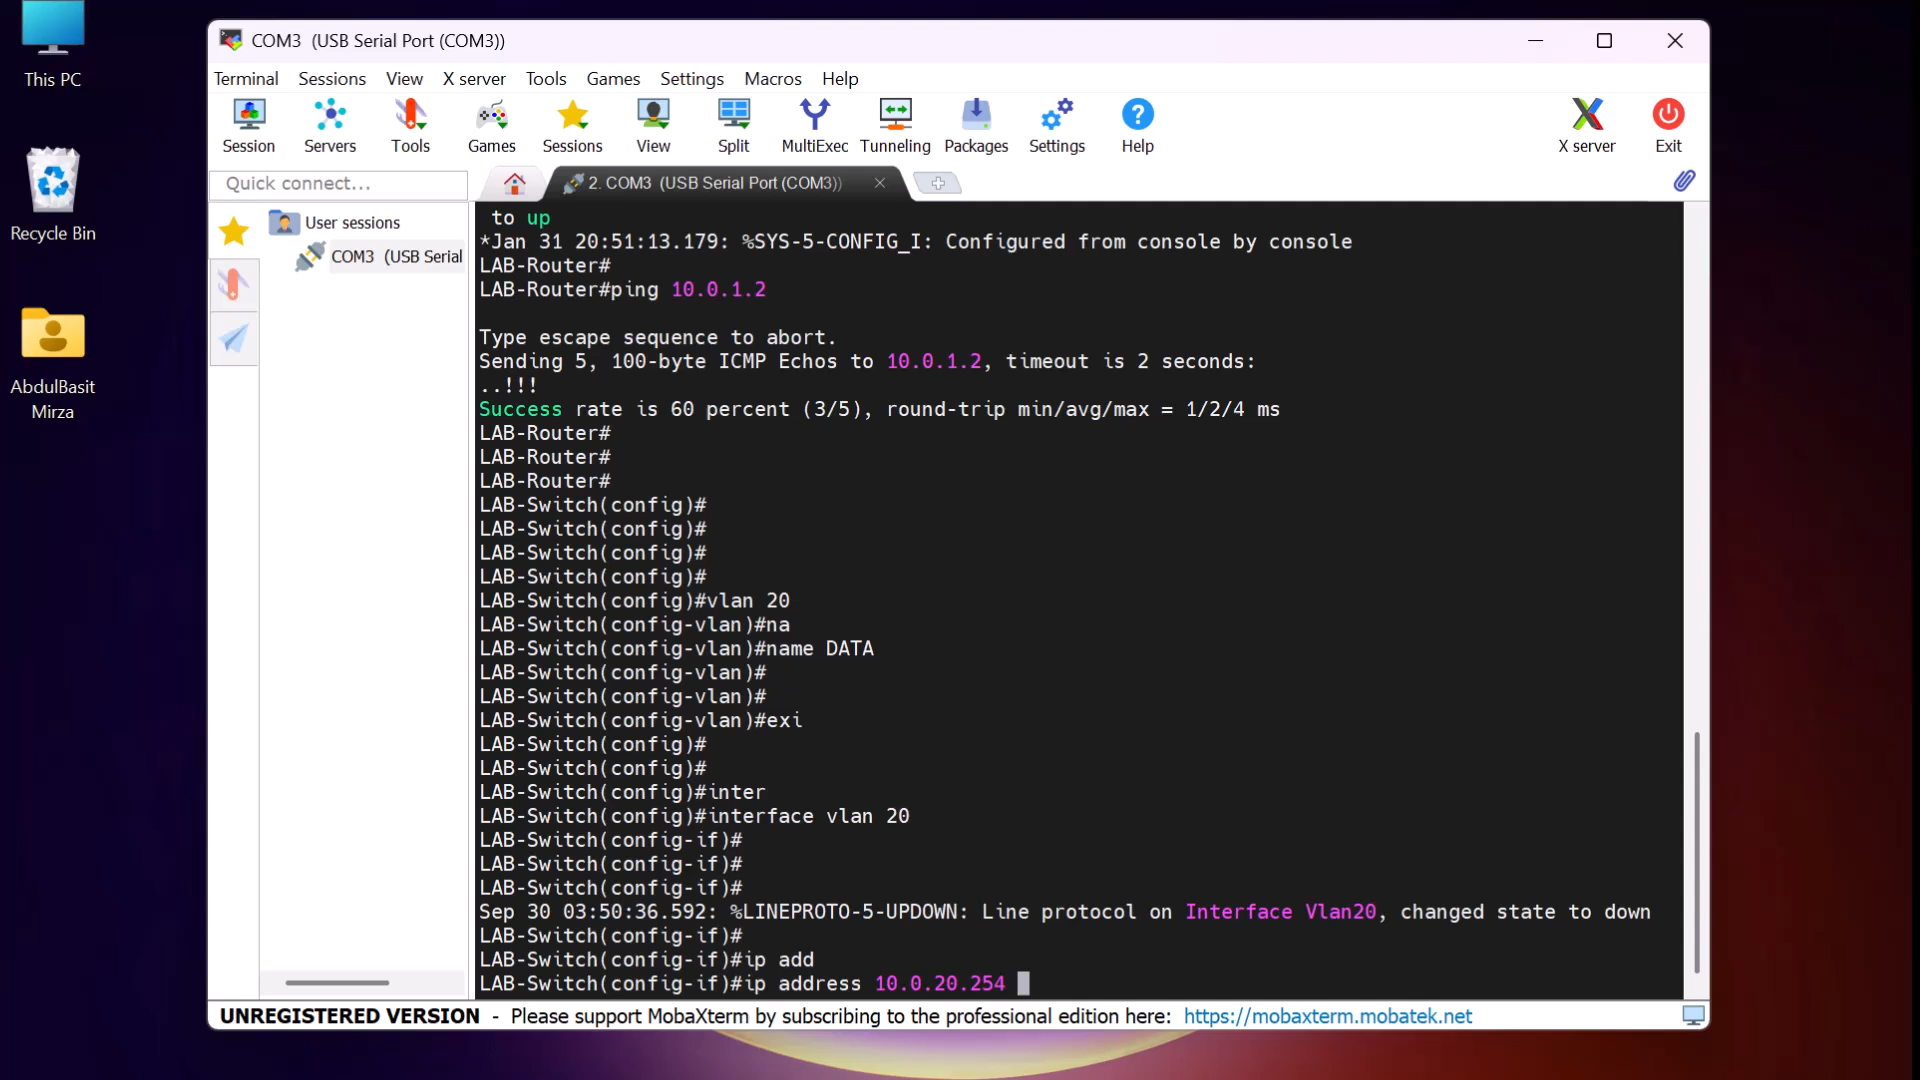 This PC
Recycle Bin
AbdulBasit
Mirza
COM3  (USB Serial Port (COM3))
Terminal Sessions View X server Tools Games Settings Macros Help
Session Servers Tools Games Sessions View Split MultiExec Tunneling Packages Settings Help X server Exit
Quick connect...
2. COM3  (USB Serial Port (COM3))
User sessions
COM3  (USB Serial
to up
*Jan 31 20:51:13.179: %SYS-5-CONFIG_I: Configured from console by console
LAB-Router#
LAB-Router#ping 10.0.1.2
Type escape sequence to abort.
Sending 5, 100-byte ICMP Echos to 10.0.1.2, timeout is 2 seconds:
..!!!
Success rate is 60 percent (3/5), round-trip min/avg/max = 1/2/4 ms
LAB-Router#
LAB-Router#
LAB-Router#
LAB-Switch(config)#
LAB-Switch(config)#
LAB-Switch(config)#
LAB-Switch(config)#
LAB-Switch(config)#vlan 20
LAB-Switch(config-vlan)#na
LAB-Switch(config-vlan)#name DATA
LAB-Switch(config-vlan)#
LAB-Switch(config-vlan)#
LAB-Switch(config-vlan)#exi
LAB-Switch(config)#
LAB-Switch(config)#
LAB-Switch(config)#inter
LAB-Switch(config)#interface vlan 20
LAB-Switch(config-if)#
LAB-Switch(config-if)#
LAB-Switch(config-if)#
Sep 30 03:50:36.592: %LINEPROTO-5-UPDOWN: Line protocol on Interface Vlan20, changed state to down
LAB-Switch(config-if)#
LAB-Switch(config-if)#ip add
LAB-Switch(config-if)#ip address 10.0.20.254
UNREGISTERED VERSION - Please support MobaXterm by subscribing to the professional edition here: https://mobaxterm.mobatek.net